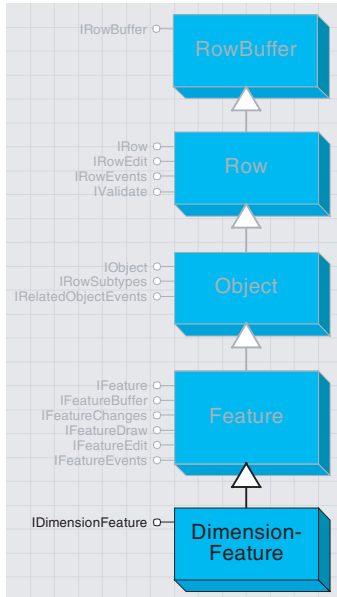 IRowBuffer
RowBuffer
IRow
IRowEdit
IRowEvents
IValidate
Row
IObject
IRowSubtypes
IRelatedObjectEvents
Object
IFeature
IFeatureBuffer
IFeatureChanges
IFeatureDraw
IFeatureEdit
IFeatureEvents
Feature
IDimensionFeature
Dimension-
Feature